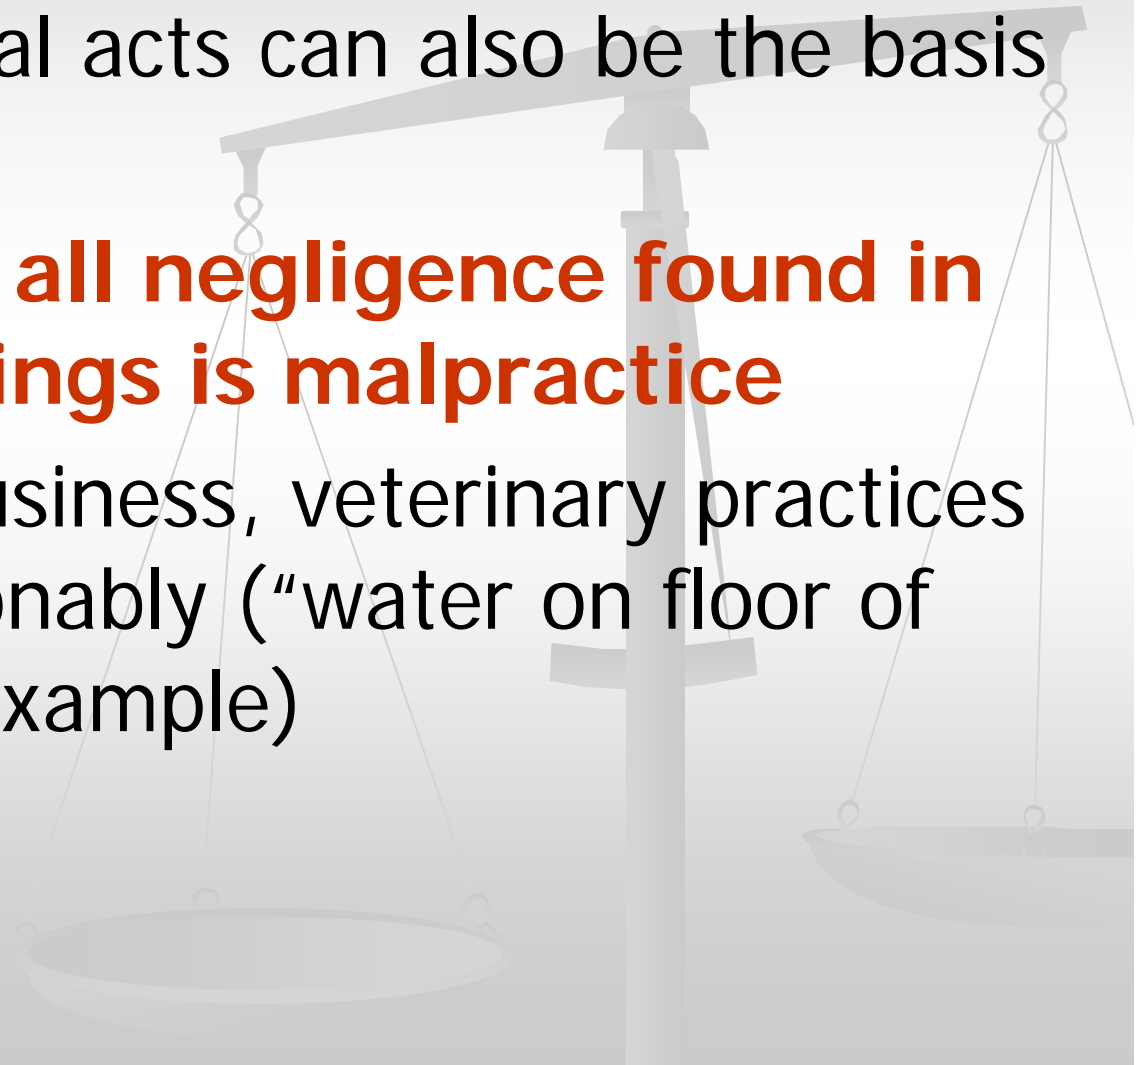 al acts can also be the basis
all negligence found in
ings is malpractice
usiness, veterinary practices
onably (“water on floor of
xample)